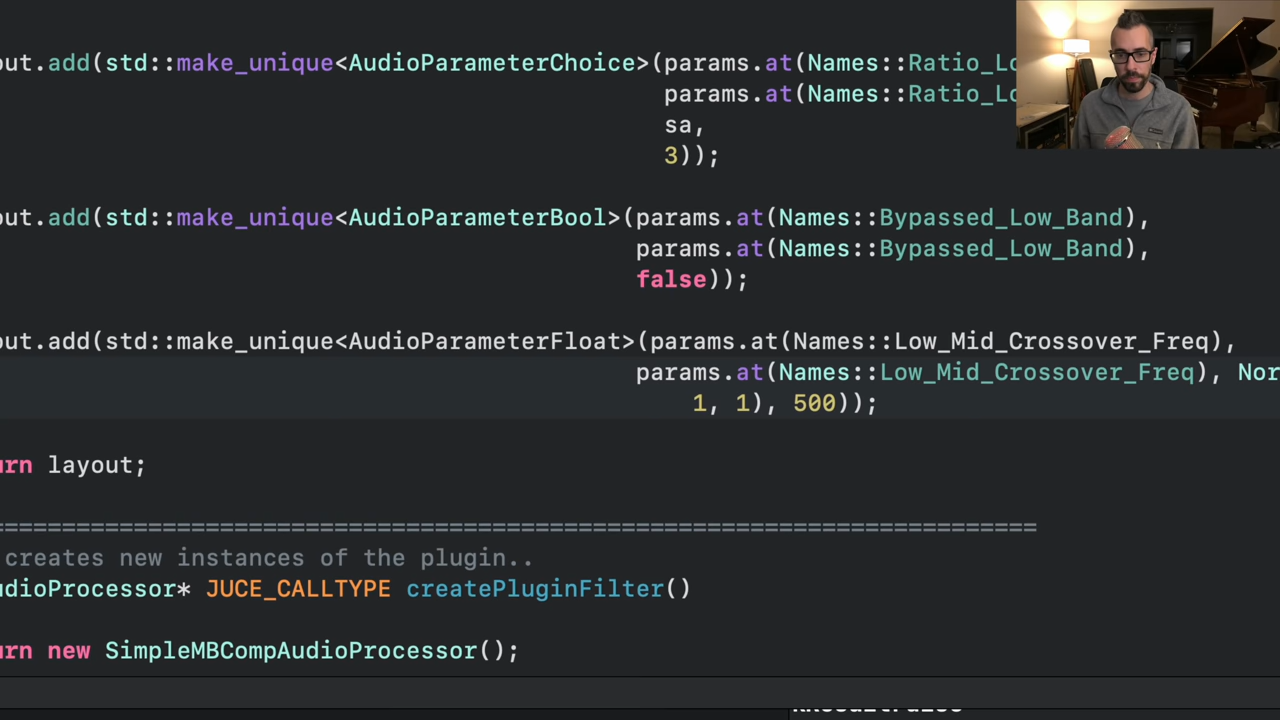 out.add(std::make_unique<AudioParameterChoice>(params.at(Names::Ratio_Lo
params.at(Names::Ratio_Lo
sa,
3));
out.add(std::make_unique<AudioParameterBool>(params.at(Names::Bypassed_Low_Band),
params.at(Names::Bypassed_Low_Band),
false));
out.add(std::make_unique<AudioParameterFloat>(params.at(Names::Low_Mid_Crossover_Freq),
params.at(Names::Low_Mid_Crossover_Freq), Nor
1, 1), 500));
urn layout;
==========================================================================
creates new instances of the plugin..
udioProcessor* JUCE_CALLTYPE createPluginFilter()
urn new SimpleMBCompAudioProcessor();